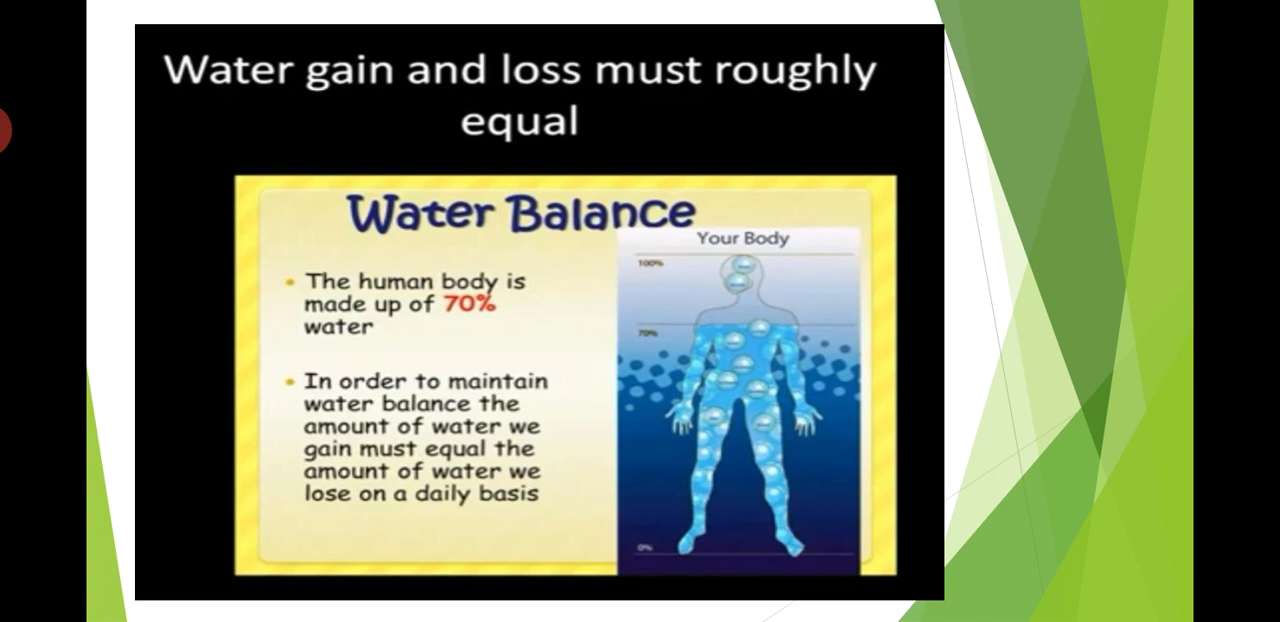 Water gain and loss must roughly
equal
Water Balance
• The human body is
made up of 70%
water
• In order to maintain
water balance the
amount of water we
gain must equal the
amount of water we
lose on a daily basis
Your Body
100%
70%
0%